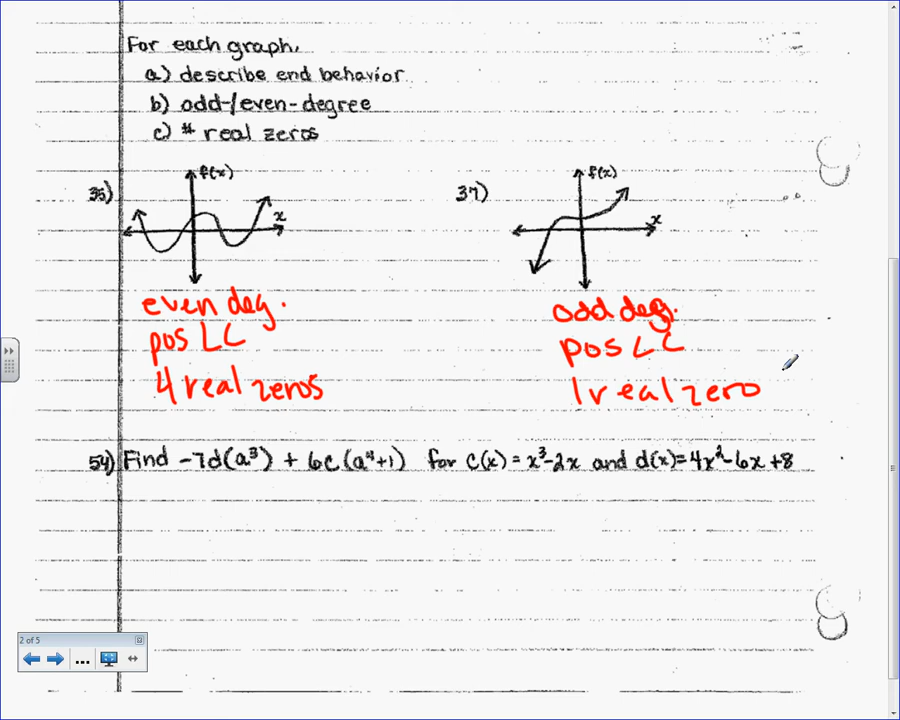 For each graph,
a) describe end behavior
b) odd-/even-degree
c) # real zeros
35)
f(x)
x
37)
f(x)
x
even deg.
pos LC
4 real zeros
odd deg.
pos LC
1 real zero
54) Find -7d(a³) + 6c(a⁴+1) for c(x) = x³-2x and d(x)=4x²-6x+8
2 of 5
...